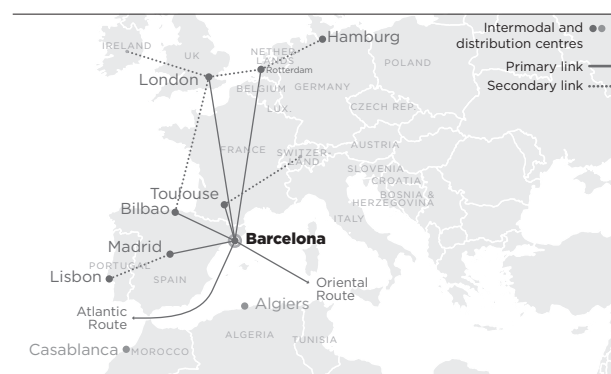 Intermodal and
distribution centres
Primary link
Secondary link
IRELAND
UK
NETHER-
LANDS
Hamburg
POLAND
London
Rotterdam
BELGIUM
GERMANY
LUX.
CZECH REP.
FRANCE
SWITZER-
LAND
AUSTRIA
SLOVENIA
CROATIA
BOSNIA &
HERZEGOVINA
Toulouse
Bilbao
ITALY
Barcelona
Madrid
PORTUGAL
Lisbon
SPAIN
Oriental
Route
Atlantic
Route
Algiers
ALGERIA
TUNISIA
Casablanca
MOROCCO